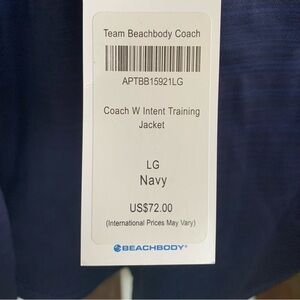 Team Beachbody Coach
APTBB15921LG
Coach W Intent Training
Jacket
LG
Navy
US$72.00
(International Prices May Vary)
BEACHBODY®